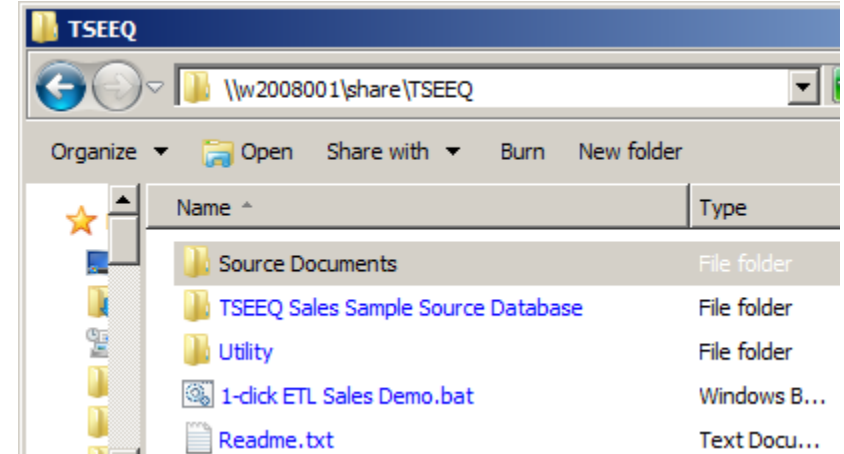 TSEEQ
\\w2008001\share\TSEEQ
Organize Open Share with Burn New folder
Name Type
Source Documents File folder
TSEEQ Sales Sample Source Database File folder
Utility File folder
1-click ETL Sales Demo.bat Windows B...
Readme.txt Text Docu...